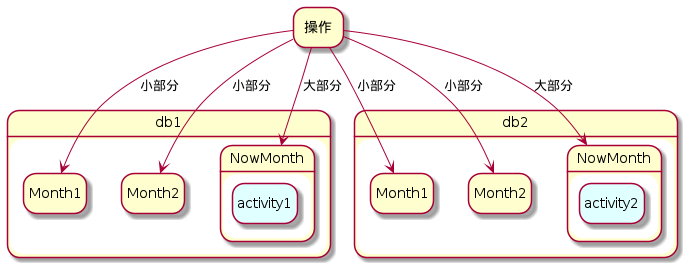 操作
小部分
小部分
大部分
小部分
小部分
大部分
db1
db2
NowMonth
NowMonth
Month1
Month2
activity1
Month1
Month2
activity2